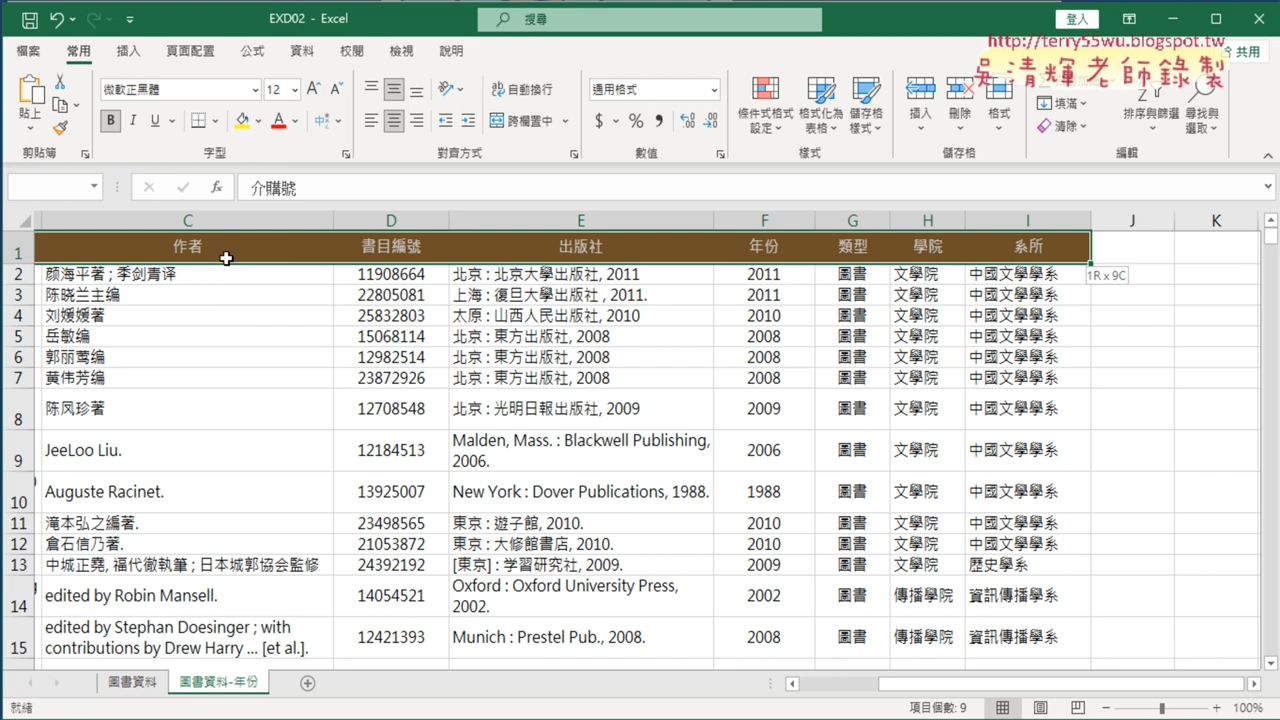 EXD02 - Excel
搜尋
登入
檔案 常用 插入 頁面配置 公式 資料 校閱 檢視 說明
http://terry55wu.blogspot.tw
共用
吳清輝老師錄製
貼上
微軟正黑體 12
B I U
自動換行
跨欄置中
通用格式
$ % 9
條件式格式設定 格式化為表格 儲存格樣式
插入 刪除 格式
填滿
清除
排序與篩選 尋找與選取
剪貼簿 字型 對齊方式 數值 樣式 儲存格 編輯
fx 介購號
C D E F G H I J K
1 作者 書目編號 出版社 年份 類型 學院 系所
2 颜海平著 ; 季剑青译 11908664 北京 : 北京大學出版社, 2011 2011 圖書 文學院 中國文學學系
1R x 9C
3 陈晓兰主编 22805081 上海 : 復旦大學出版社 , 2011. 2011 圖書 文學院 中國文學學系
4 刘媛媛著 25832803 太原 : 山西人民出版社, 2010 2010 圖書 文學院 中國文學學系
5 岳敏编 15068114 北京 : 東方出版社, 2008 2008 圖書 文學院 中國文學學系
6 郭丽莺编 12982514 北京 : 東方出版社, 2008 2008 圖書 文學院 中國文學學系
7 黄伟芳编 23872926 北京 : 東方出版社, 2008 2008 圖書 文學院 中國文學學系
8 陈风珍著 12708548 北京 : 光明日報出版社, 2009 2009 圖書 文學院 中國文學學系
9 JeeLoo Liu. 12184513 Malden, Mass. : Blackwell Publishing, 2006. 2006 圖書 文學院 中國文學學系
10 Auguste Racinet. 13925007 New York : Dover Publications, 1988. 1988 圖書 文學院 中國文學學系
11 滝本弘之編著. 23498565 東京 : 遊子館, 2010. 2010 圖書 文學院 中國文學學系
12 倉石信乃著. 21053872 東京 : 大修館書店, 2010. 2010 圖書 文學院 中國文學學系
13 中城正堯, 福代徹執筆 ; 日本城郭協会監修 24392192 [東京] : 学習研究社, 2009. 2009 圖書 文學院 歷史學系
14 edited by Robin Mansell. 14054521 Oxford : Oxford University Press, 2002. 2002 圖書 傳播學院 資訊傳播學系
15 edited by Stephan Doesinger ; with contributions by Drew Harry ... [et al.]. 12421393 Munich : Prestel Pub., 2008. 2008 圖書 傳播學院 資訊傳播學系
圖書資料 圖書資料-年份
就緒 項目個數: 9 100%